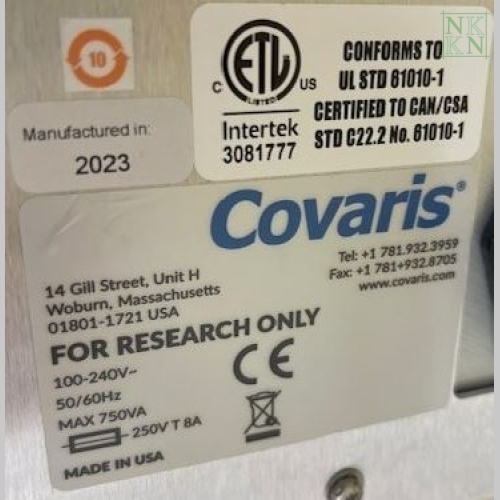 NK
KN
10
C
ETL
US
LISTED
Intertek
3081777
CONFORMS TO
UL STD 61010-1
CERTIFIED TO CAN/CSA
STD C22.2 No. 61010-1
Manufactured in:
2023
Covaris®
Tel: +1 781.932.3959
Fax: +1 781+932.8705
www.covaris.com
14 Gill Street, Unit H
Woburn, Massachusetts
01801-1721 USA
FOR RESEARCH ONLY
100-240V~
50/60Hz
MAX 750VA
250V T 8A
MADE IN USA
CE